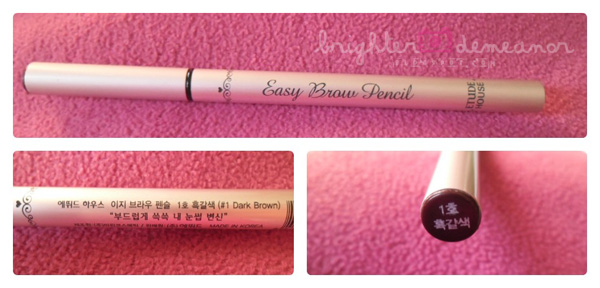 brighter demeanor
Easy Brow Pencil
ETUDE HOUSE
에뛰드 하우스 이지 브라우 펜슬 1호 흑갈색 (#1 Dark Brown)
"부드럽게 쓱쓱 내 눈썹 변신"
MADE IN KOREA
1호
흑갈색